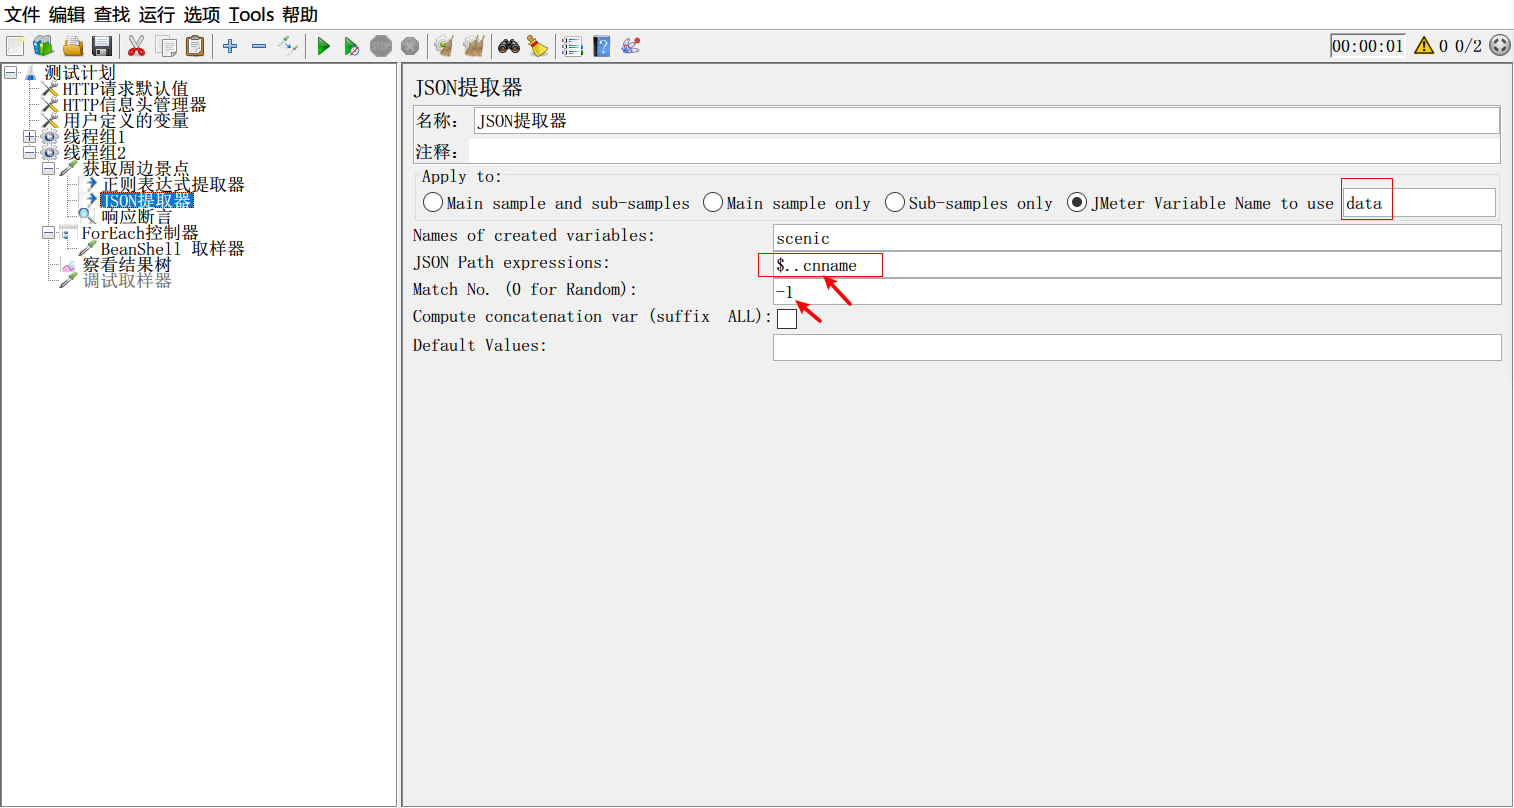 文件 编辑 查找 运行 选项 Tools 帮助
STOP
00:00:01 0 0/2
测试计划
HTTP请求默认值
HTTP信息头管理器
用户定义的变量
线程组1
线程组2
获取周边景点
正则表达式提取器
JSON提取器
响应断言
ForEach控制器
BeanShell 取样器
察看结果树
调试取样器
JSON提取器
名称: JSON提取器
注释:
Apply to:
Main sample and sub-samples Main sample only Sub-samples only JMeter Variable Name to use data
Names of created variables: scenic
JSON Path expressions: $..cnname
Match No. (0 for Random): -1
Compute concatenation var (suffix ALL):
Default Values: